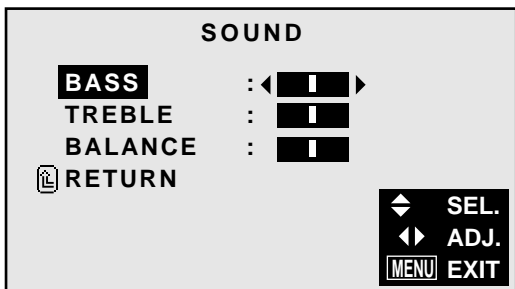 SOUND
BASS :
TREBLE :
BALANCE :
RETURN
SEL.
ADJ.
MENU EXIT